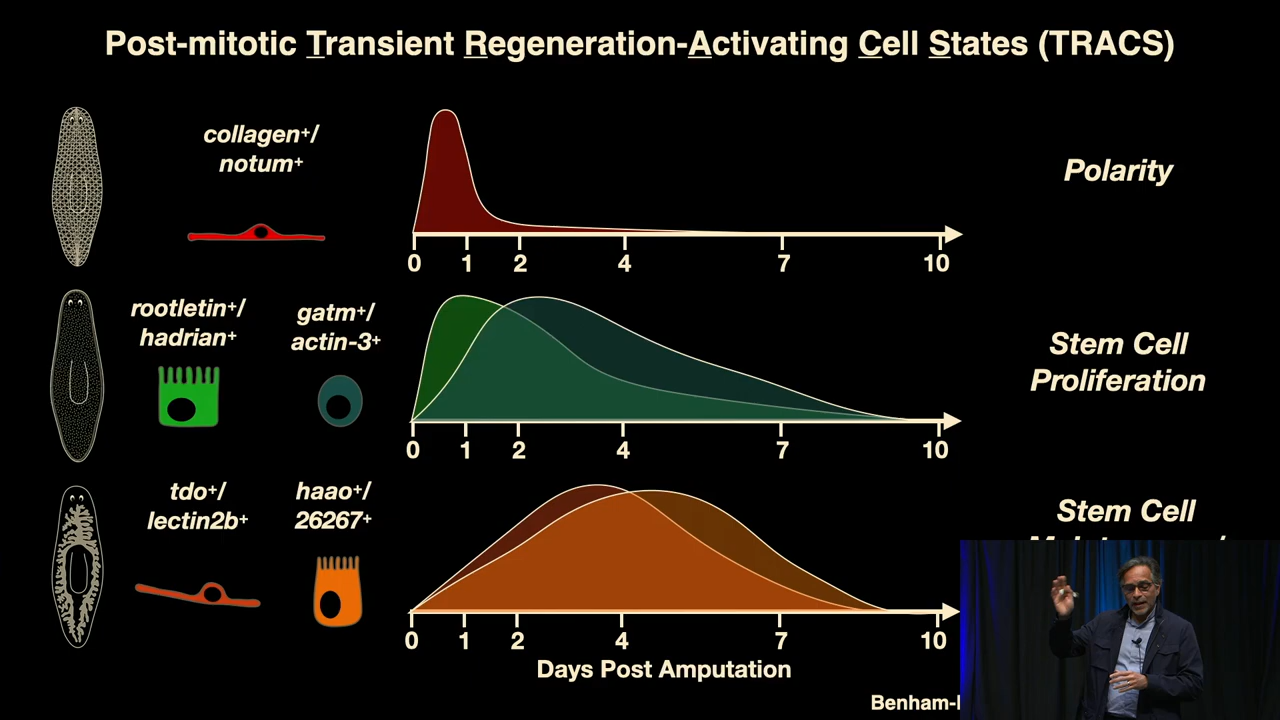 Post-mitotic Transient Regeneration-Activating Cell States (TRACS)
collagen+/
notum+
Polarity
0 1 2 4 7 10
rootletin+/
hadrian+
gatm+/
actin-3+
Stem Cell
Proliferation
0 1 2 4 7 10
tdo+/
lectin2b+
haao+/
26267+
Stem Cell
0 1 2 4 7 10
Days Post Amputation